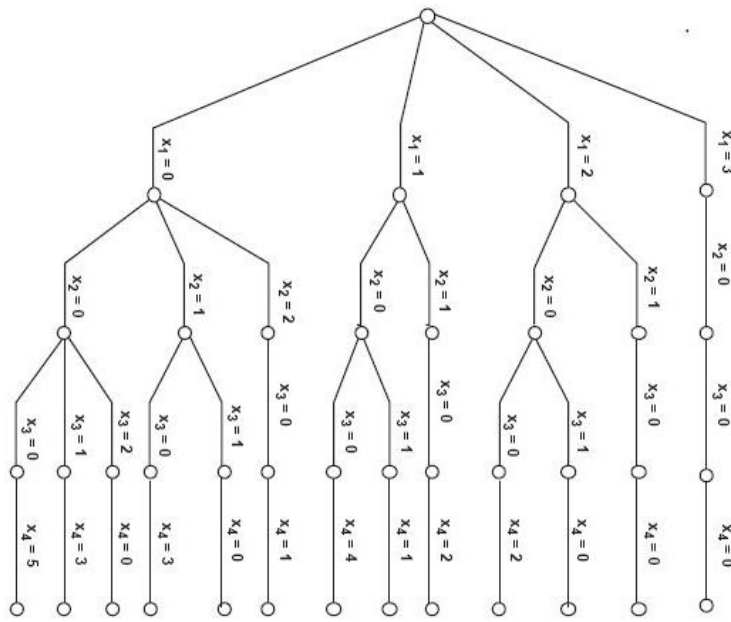 x1 = 0
x1 = 1
x1 = 2
x1 = 3
x2 = 0
x2 = 1
x2 = 2
x2 = 0
x2 = 1
x2 = 0
x2 = 1
x2 = 0
x3 = 0
x3 = 1
x3 = 2
x3 = 0
x3 = 1
x3 = 0
x3 = 0
x3 = 1
x3 = 0
x3 = 0
x3 = 1
x3 = 0
x3 = 0
x4 = 5
x4 = 3
x4 = 0
x4 = 3
x4 = 0
x4 = 1
x4 = 4
x4 = 1
x4 = 2
x4 = 2
x4 = 0
x4 = 0
x4 = 0